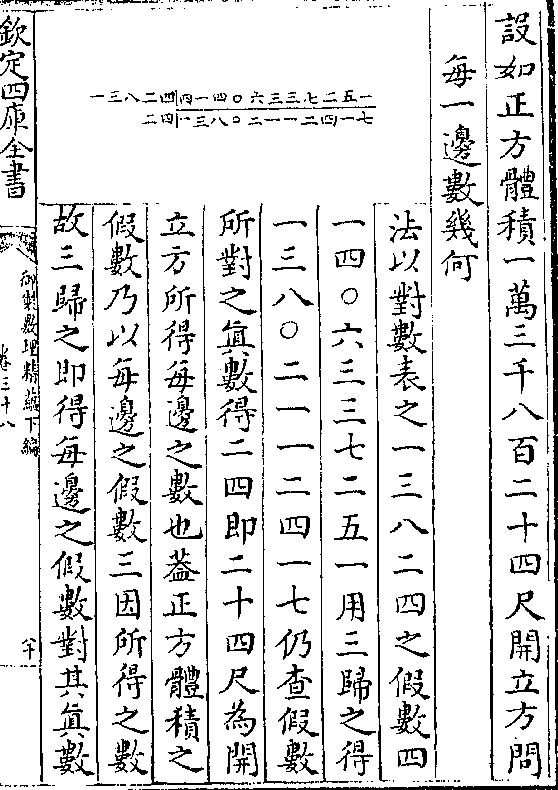 設如正方體積一萬三千八百二十四尺開立方問
每一邊數幾何
一三八二四四一四〇六三三七二五一
二四一三八〇二一一二四一七
法以對數表之一三八二四之假數四
一四〇六三三七二五一用三歸之得
一三八〇二一一二四一七仍查假數
所對之真數得二四即二十四尺為開
立方所得每邊之數也葢正方體積之
假數乃以每邊之假數三因所得之數
故三歸之即得每邊之假數對其真數
欽定四庫全書
御製數理精蘊下編
卷三十八